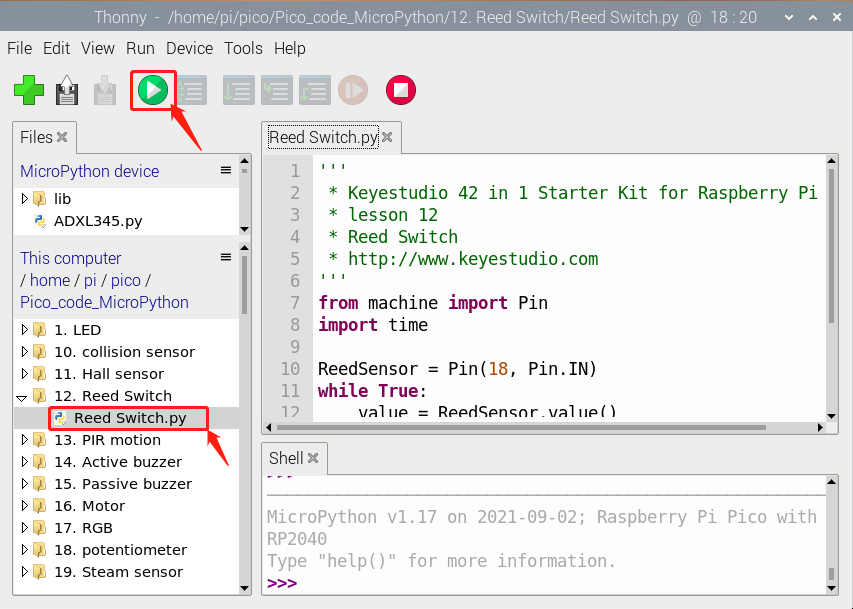 Thonny - /home/pi/pico/Pico_code_MicroPython/12. Reed Switch/Reed Switch.py @ 18 : 20
File Edit View Run Device Tools Help
Files
MicroPython device
lib
ADXL345.py
This computer
/ home / pi / pico /
Pico_code_MicroPython
1. LED
10. collision sensor
11. Hall sensor
12. Reed Switch
Reed Switch.py
13. PIR motion
14. Active buzzer
15. Passive buzzer
16. Motor
17. RGB
18. potentiometer
19. Steam sensor
Reed Switch.py
1 '''
2 * Keyestudio 42 in 1 Starter Kit for Raspberry Pi
3 * lesson 12
4 * Reed Switch
5 * http://www.keyestudio.com
6 '''
7 from machine import Pin
8 import time
9
10 ReedSensor = Pin(18, Pin.IN)
11 while True:
12 value = ReedSensor.value()
Shell
>>>
MicroPython v1.17 on 2021-09-02; Raspberry Pi Pico with
RP2040
Type "help()" for more information.
>>>